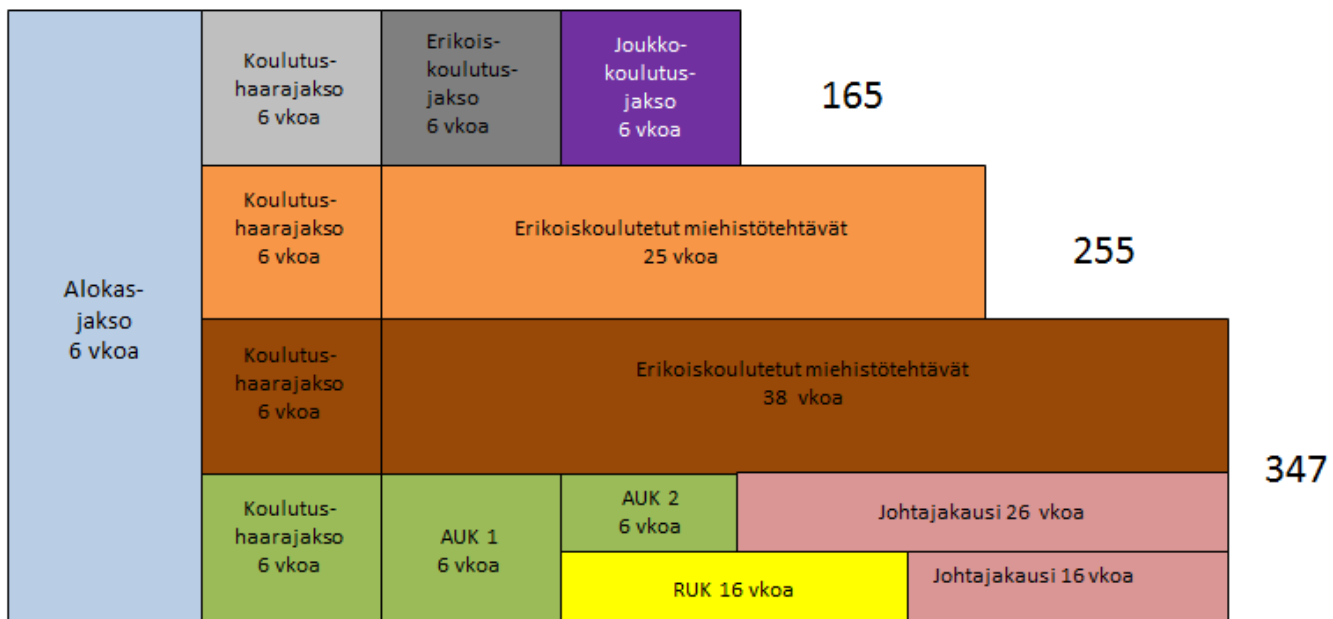 Alokas-
jakso
6 vkoa
Koulutus-
haarajakso
6 vkoa
Erikois-
koulutus-
jakso
6 vkoa
Joukko-
koulutus-
jakso
6 vkoa
165
Koulutus-
haarajakso
6 vkoa
Erikoiskoulutetut miehistötehtävät
25 vkoa
255
Koulutus-
haarajakso
6 vkoa
Erikoiskoulutetut miehistötehtävät
38 vkoa
347
Koulutus-
haarajakso
6 vkoa
AUK 1
6 vkoa
AUK 2
6 vkoa
Johtajakausi 26 vkoa
RUK 16 vkoa
Johtajakausi 16 vkoa